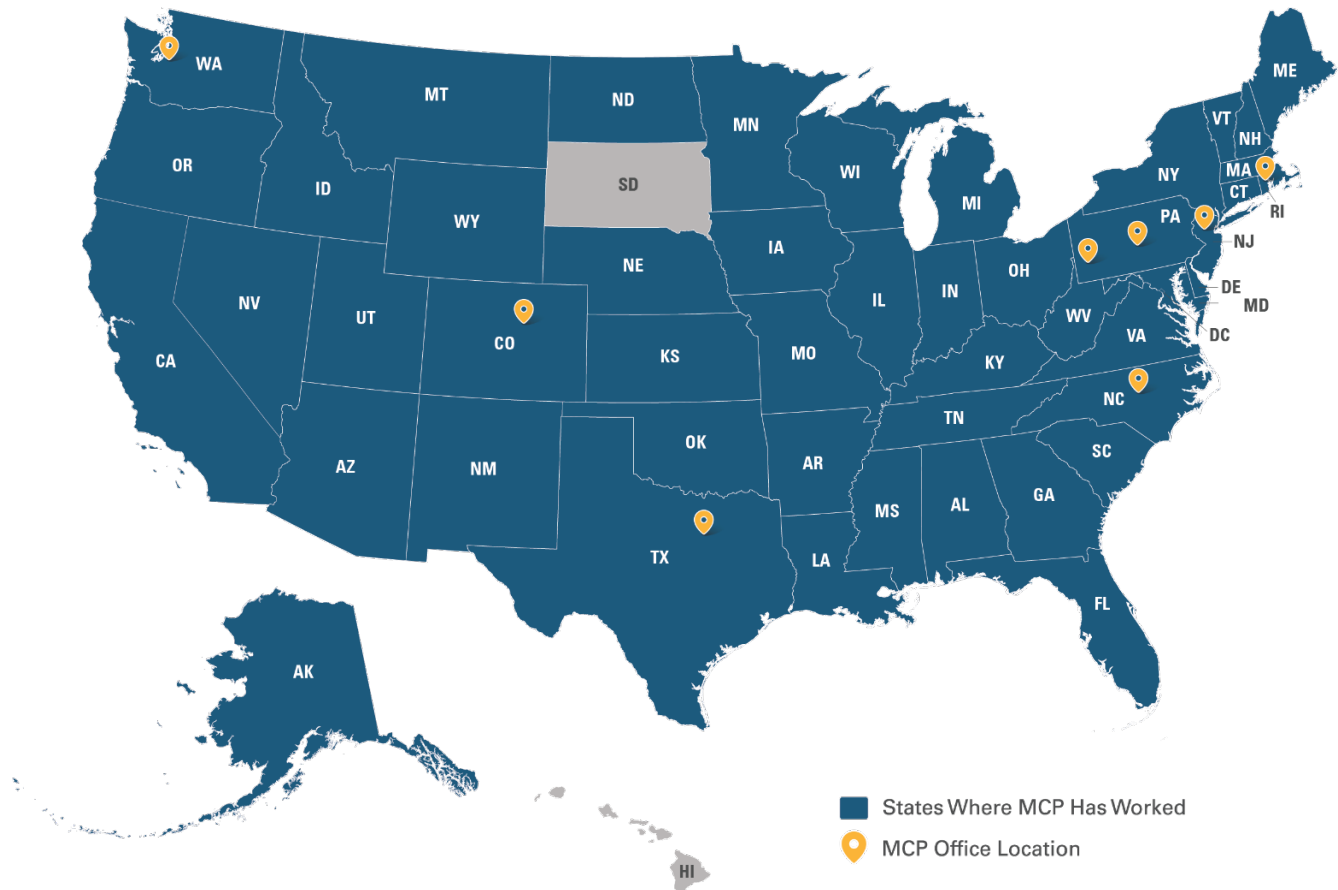 WA
MT
ND
MN
ME
VT
NH
OR
ID
SD
WI
MI
NY
MA
CT
RI
WY
IA
PA
NJ
NE
OH
NV
UT
IL
IN
DE
MD
CO
WV
DC
CA
KS
MO
VA
KY
NC
TN
OK
AZ
NM
AR
SC
MS
AL
GA
TX
LA
FL
AK
HI
States Where MCP Has Worked
MCP Office Location